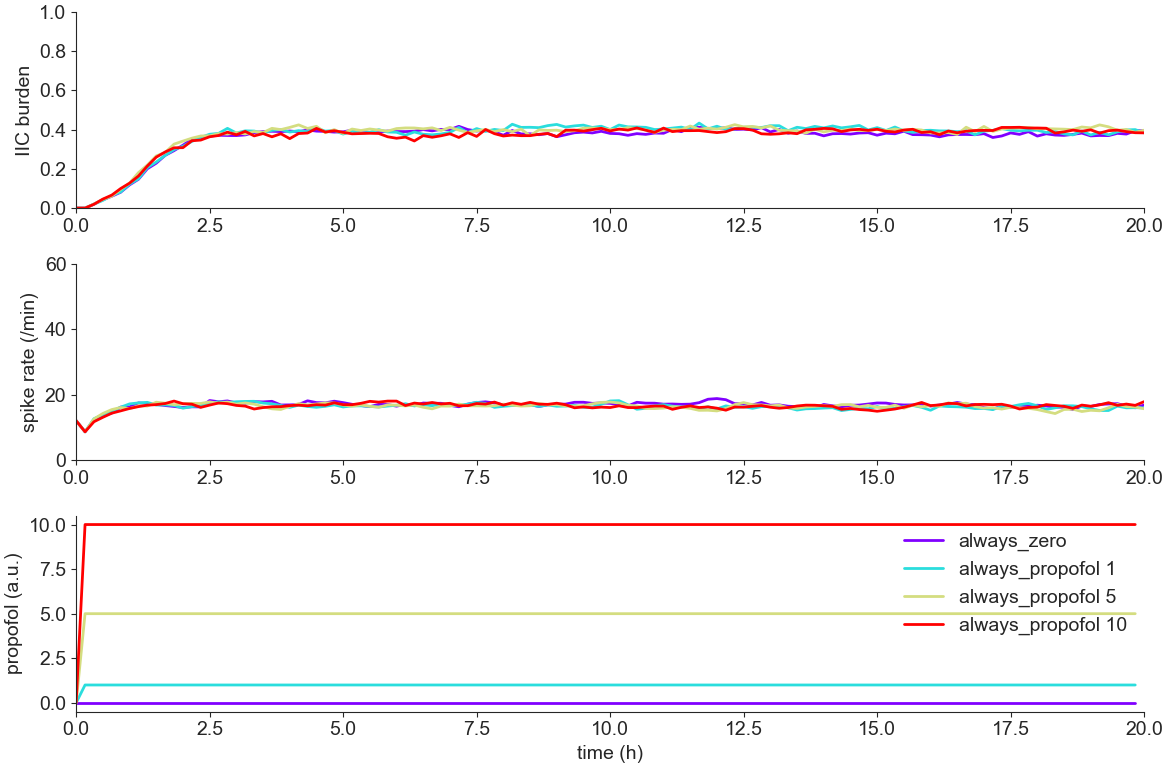 1.0
0.8
0.6
0.4
0.2
0.0
IIC burden
0.0 2.5 5.0 7.5 10.0 12.5 15.0 17.5 20.0
60
40
20
0
spike rate (/min)
0.0 2.5 5.0 7.5 10.0 12.5 15.0 17.5 20.0
10.0
7.5
5.0
2.5
0.0
propofol (a.u.)
always_zero
always_propofol 1
always_propofol 5
always_propofol 10
0.0 2.5 5.0 7.5 10.0 12.5 15.0 17.5 20.0
time (h)